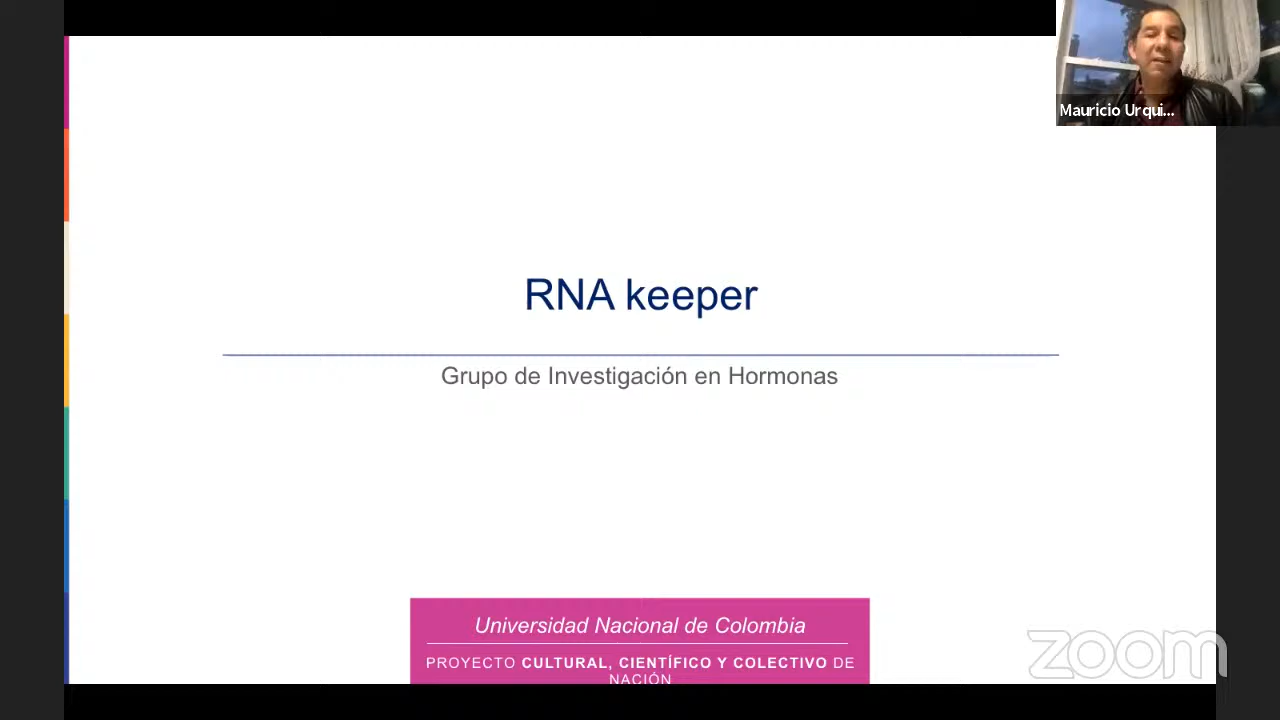 Mauricio Urqui...
RNA keeper
Grupo de Investigación en Hormonas
Universidad Nacional de Colombia
PROYECTO CULTURAL, CIENTÍFICO Y COLECTIVO DE
NACIÓN
zoom